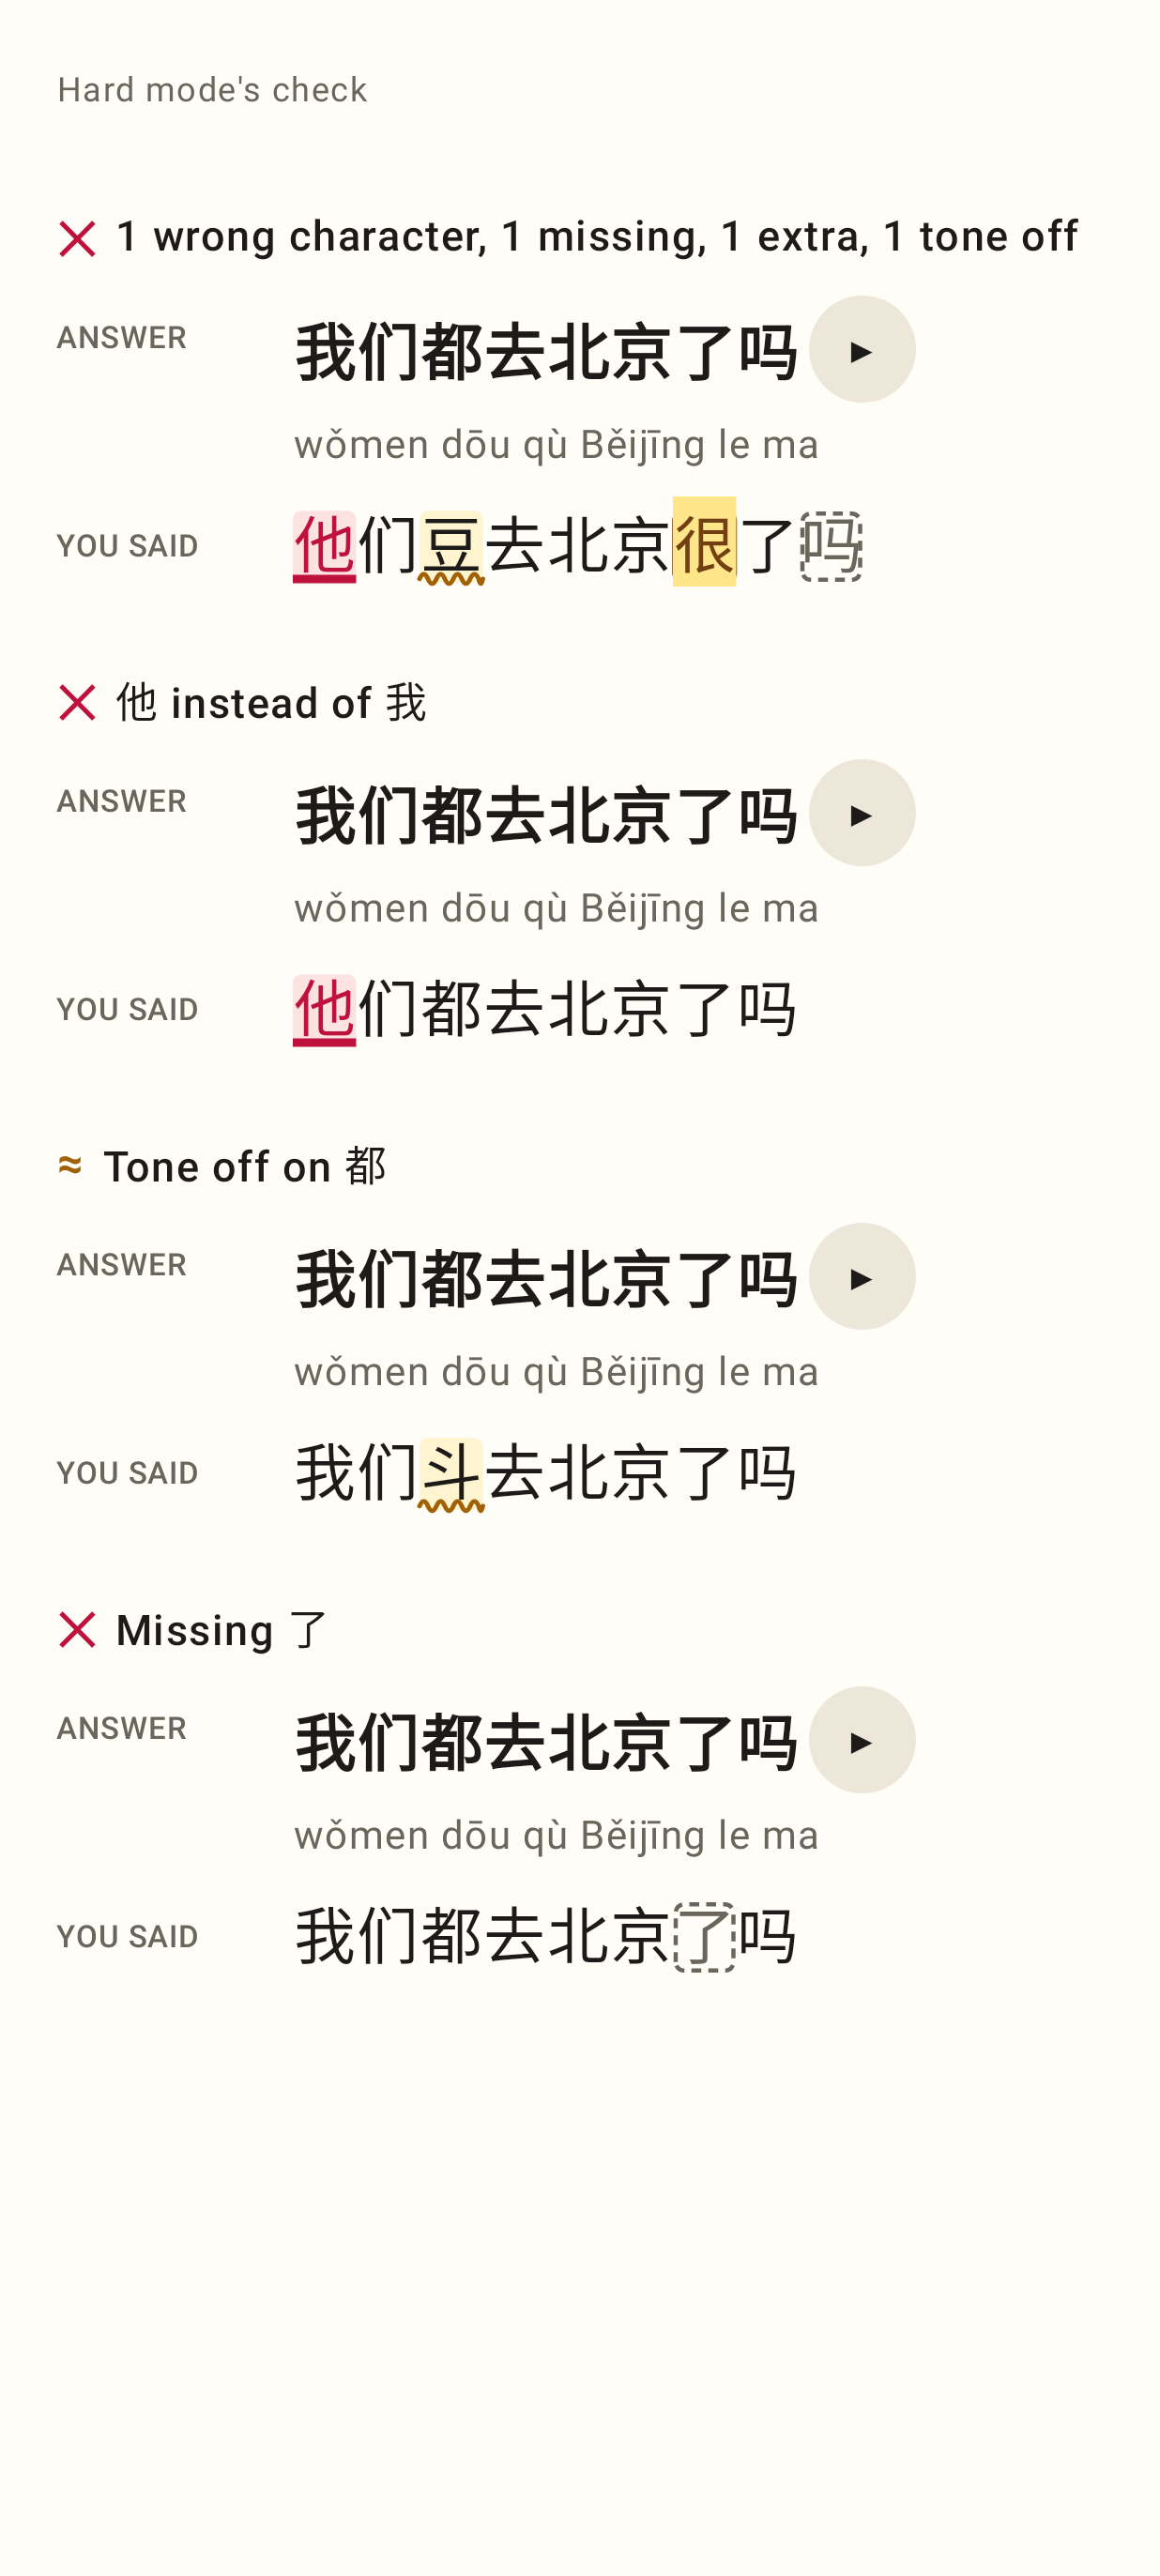 Hard mode's check
✕ 1 wrong character, 1 missing, 1 extra, 1 tone off
ANSWER 我们都去北京了吗 ▶
wǒmen dōu qù Běijīng le ma
YOU SAID 他们豆去北京很了吗
✕ 他 instead of 我
ANSWER 我们都去北京了吗 ▶
wǒmen dōu qù Běijīng le ma
YOU SAID 他们都去北京了吗
≈ Tone off on 都
ANSWER 我们都去北京了吗 ▶
wǒmen dōu qù Běijīng le ma
YOU SAID 我们斗去北京了吗
✕ Missing 了
ANSWER 我们都去北京了吗 ▶
wǒmen dōu qù Běijīng le ma
YOU SAID 我们都去北京了吗